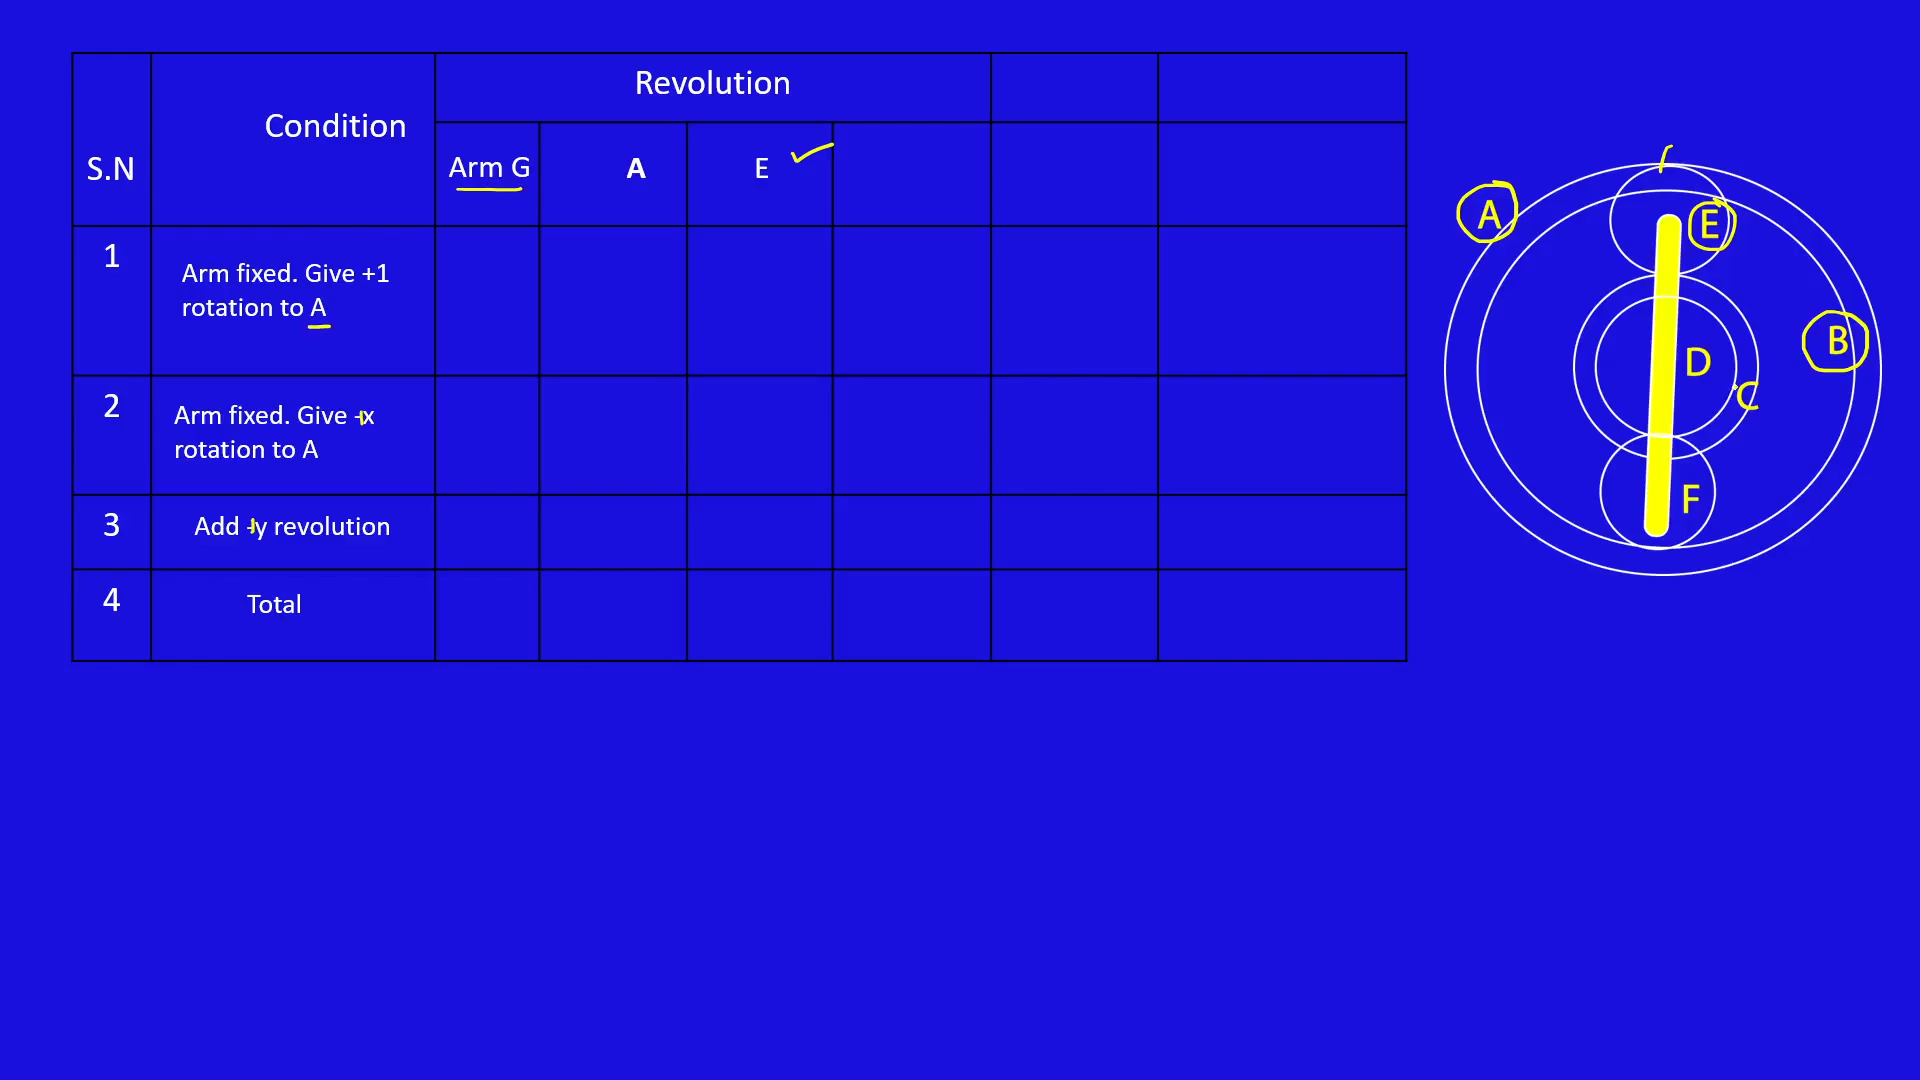 Revolution
Condition
S.N
Arm G
A
E
1
Arm fixed. Give +1
rotation to A
2
Arm fixed. Give +x
rotation to A
3
Add +y revolution
4
Total
A
E
B
D
C
F